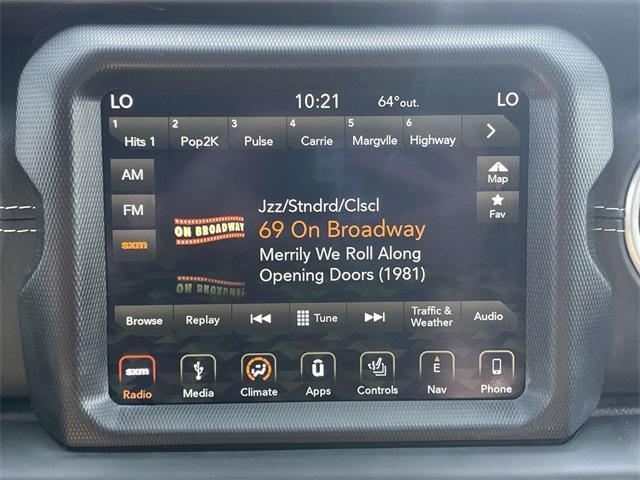 LO 10:21 64°out. LO
1 Hits 1 2 Pop2K 3 Pulse 4 Carrie 5 Margvlle 6 Highway
AM
FM
sxm
Map
Fav
ON BROADWAY
Jzz/Stndrd/Clscl
69 On Broadway
Merrily We Roll Along
Opening Doors (1981)
Browse Replay Tune Traffic & Weather Audio
sxm U E
Radio Media Climate Apps Controls Nav Phone